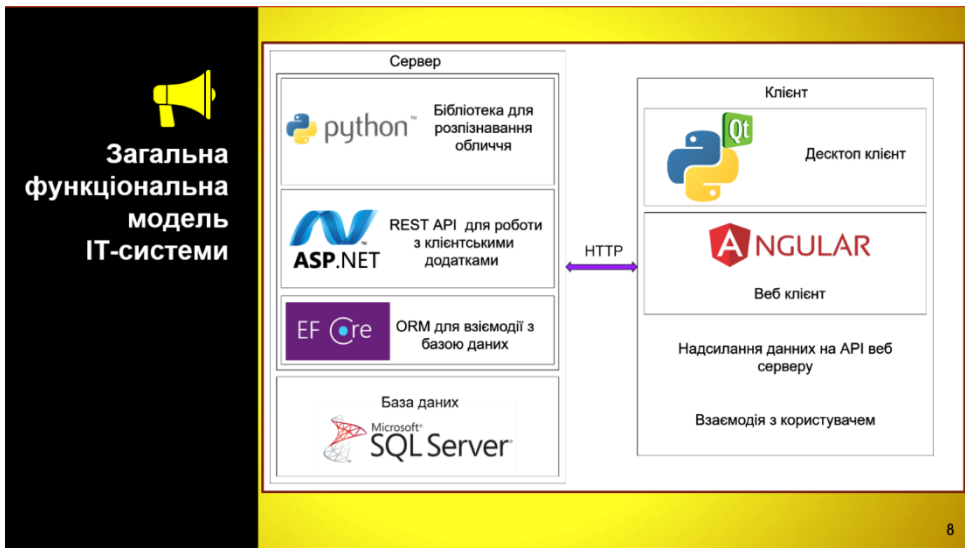 Загальна
функціональна
модель
ІТ-системи
Сервер
python™
Бібліотека для
розпізнавання
обличчя
ASP.NET
REST API для роботи
з клієнтськими
додатками
EF Core
ORM для взіємодії з
базою даних
База даних
Microsoft®
SQL Server®
HTTP
Клієнт
Qt
Десктоп клієнт
ANGULAR
Веб клієнт
Надсилання данних на API веб
серверу
Взаємодія з користувачем
8